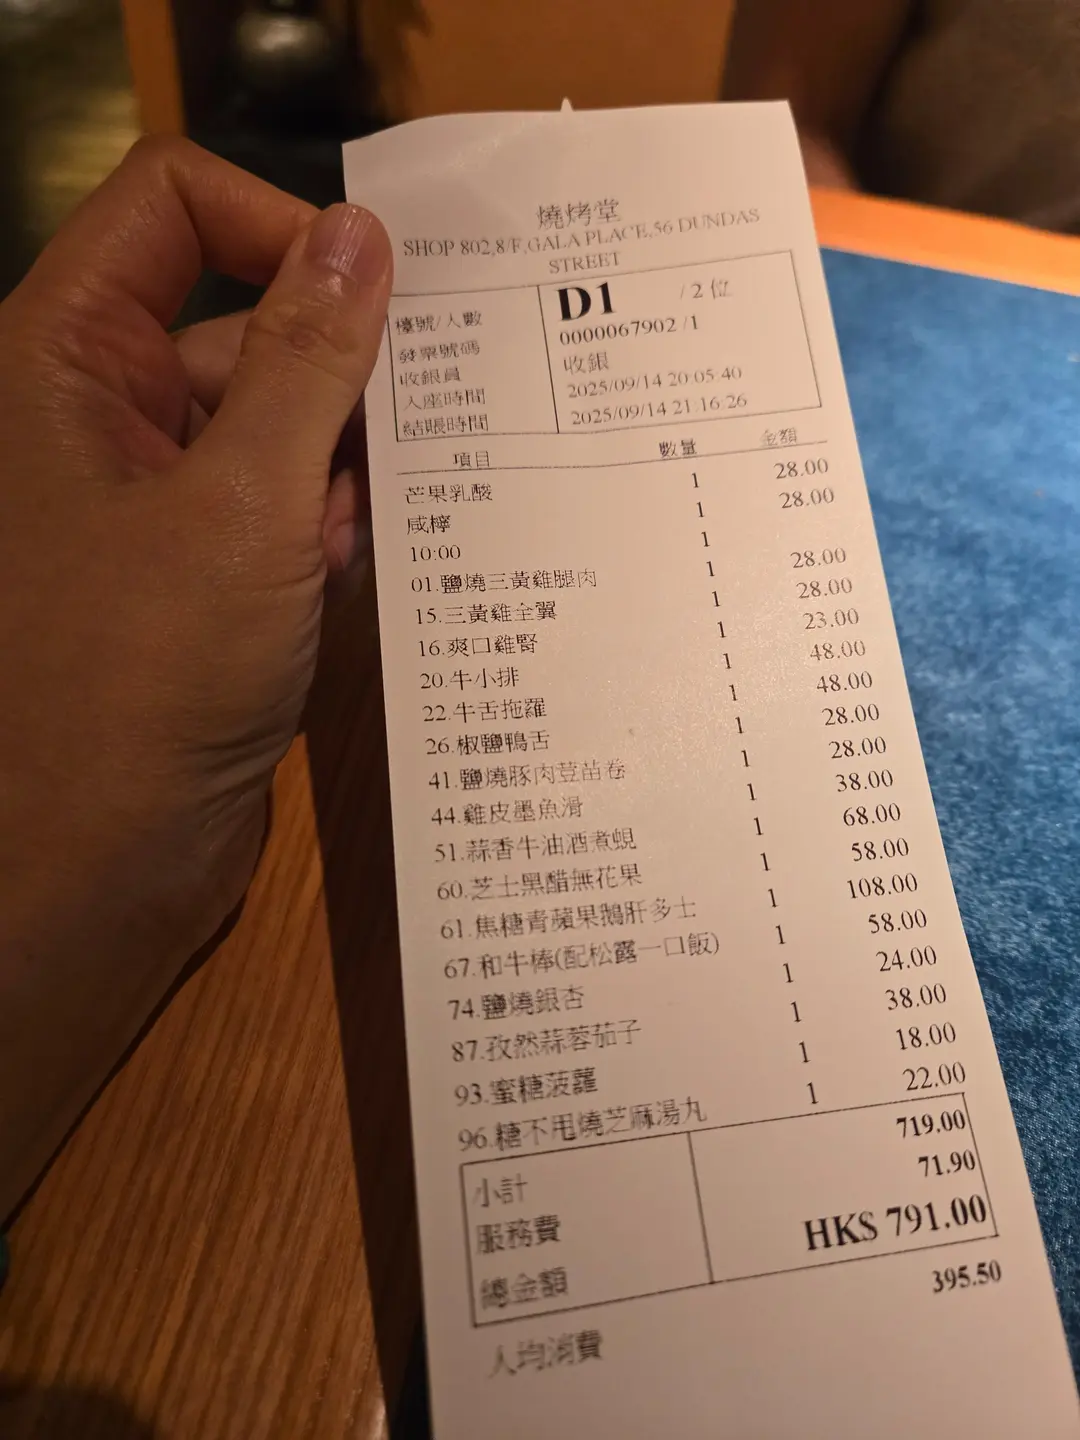 燒烤堂
SHOP 802,8/F,GALA PLACE,56 DUNDAS
STREET
檯號/人數 D1 /2 位
發票號碼 0000067902 /1
收銀員 收銀
入座時間 2025/09/14 20:05:40
結賬時間 2025/09/14 21:16:26
項目 數量 金額
芒果乳酸 1 28.00
咸檸 1 28.00
10:00 1
01.鹽燒三黃雞腿肉 1 28.00
15.三黃雞全翼 1 28.00
16.爽口雞腎 1 23.00
20.牛小排 1 48.00
22.牛舌拖羅 1 48.00
26.椒鹽鴨舌 1 28.00
41.鹽燒豚肉荳苗卷 1 28.00
44.雞皮墨魚滑 1 38.00
51.蒜香牛油酒煮蜆 1 68.00
60.芝士黑醋無花果 1 58.00
61.焦糖青蘋果鵝肝多士 1 108.00
67.和牛棒(配松露一口飯) 1 58.00
74.鹽燒銀杏 1 24.00
87.孜然蒜蓉茄子 1 38.00
93.蜜糖菠蘿 1 18.00
96.糖不甩燒芝麻湯丸 1 22.00
小計 719.00
服務費 71.90
總金額 HK$ 791.00
人均消費 395.50